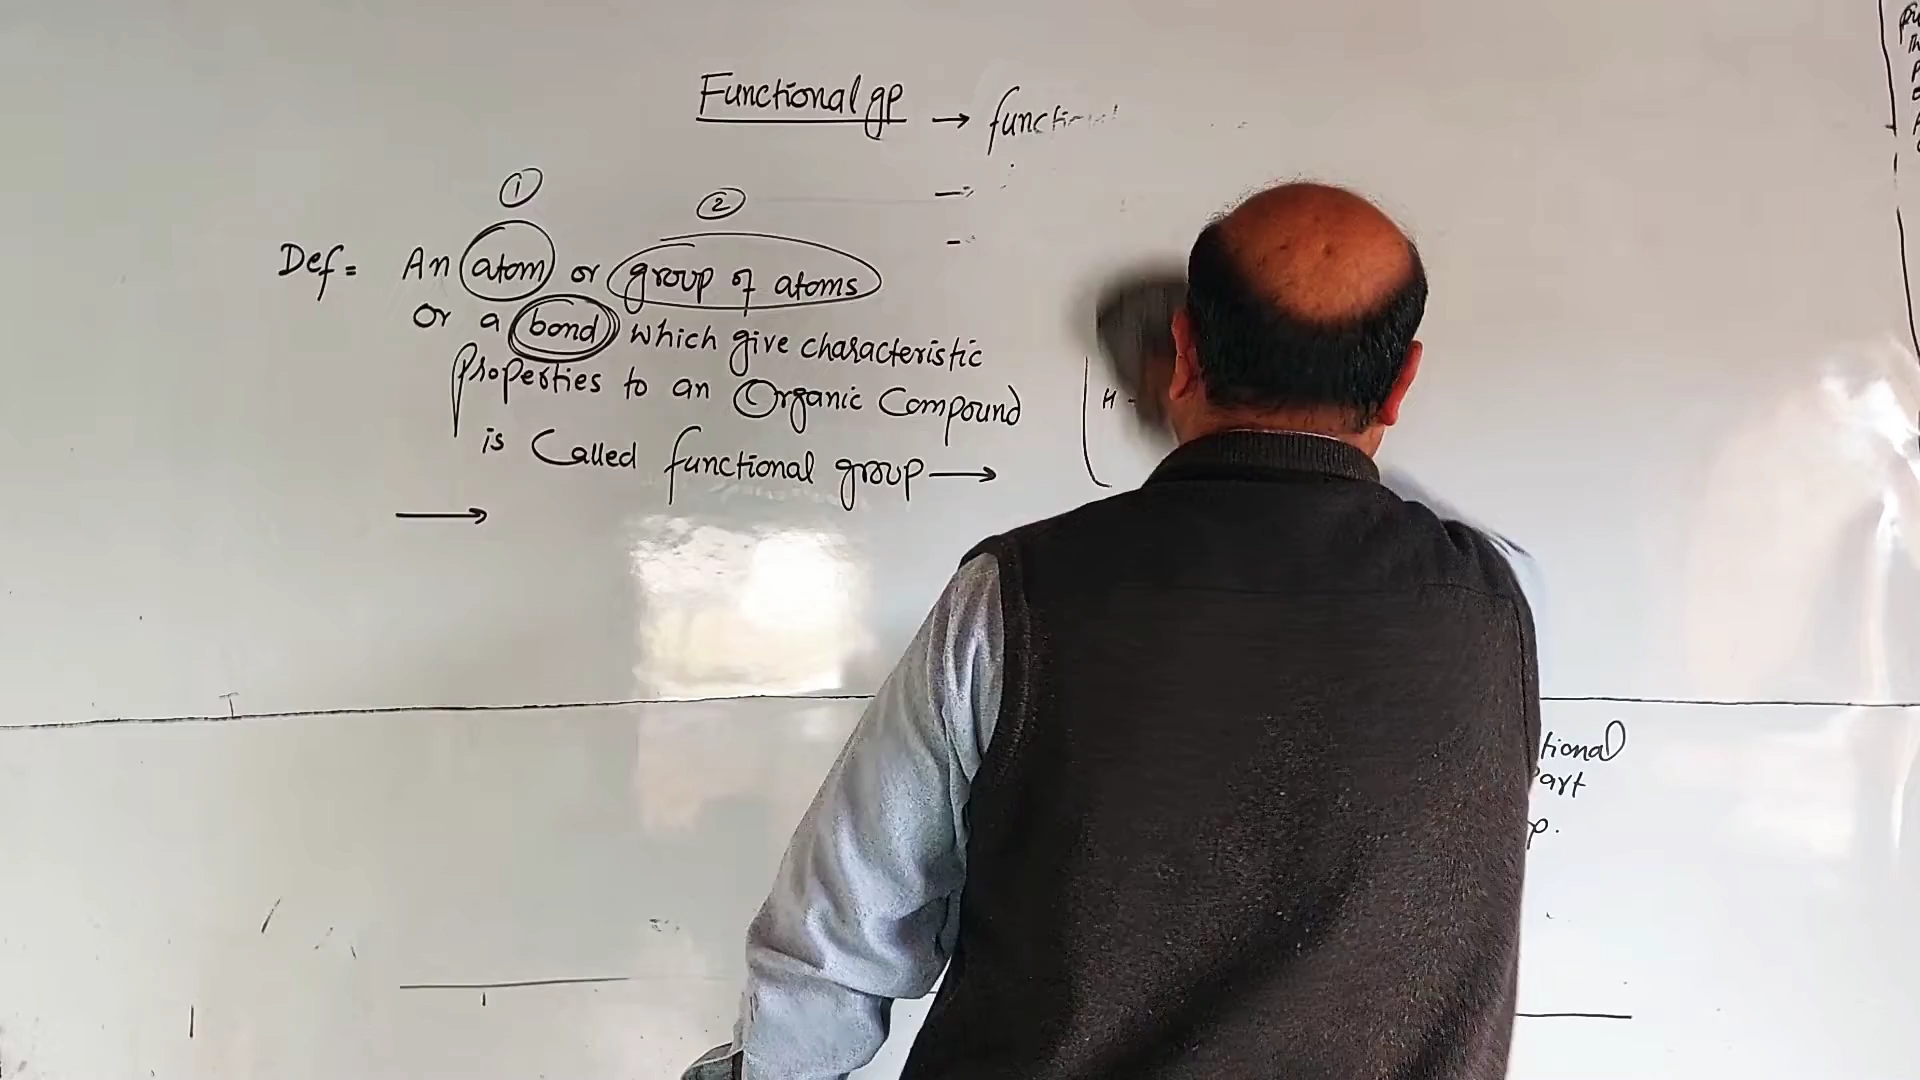 Functional gp → functional
① ②
Def = An atom or group of atoms
or a bond which give characteristic
Properties to an Organic Compound
is Called functional group →
→
H -
tional
art
p.